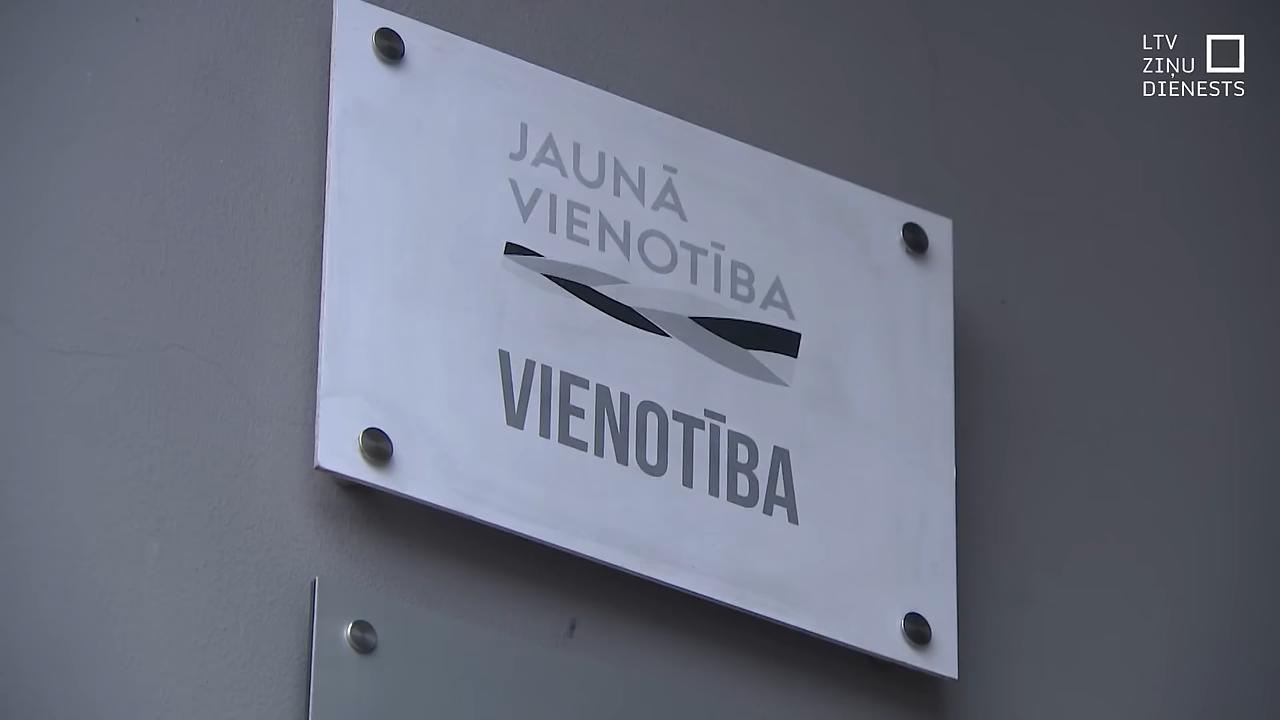 JAUNĀ
VIENOTĪBA
VIENOTĪBA
LTV
ZIŅU
DIENESTS